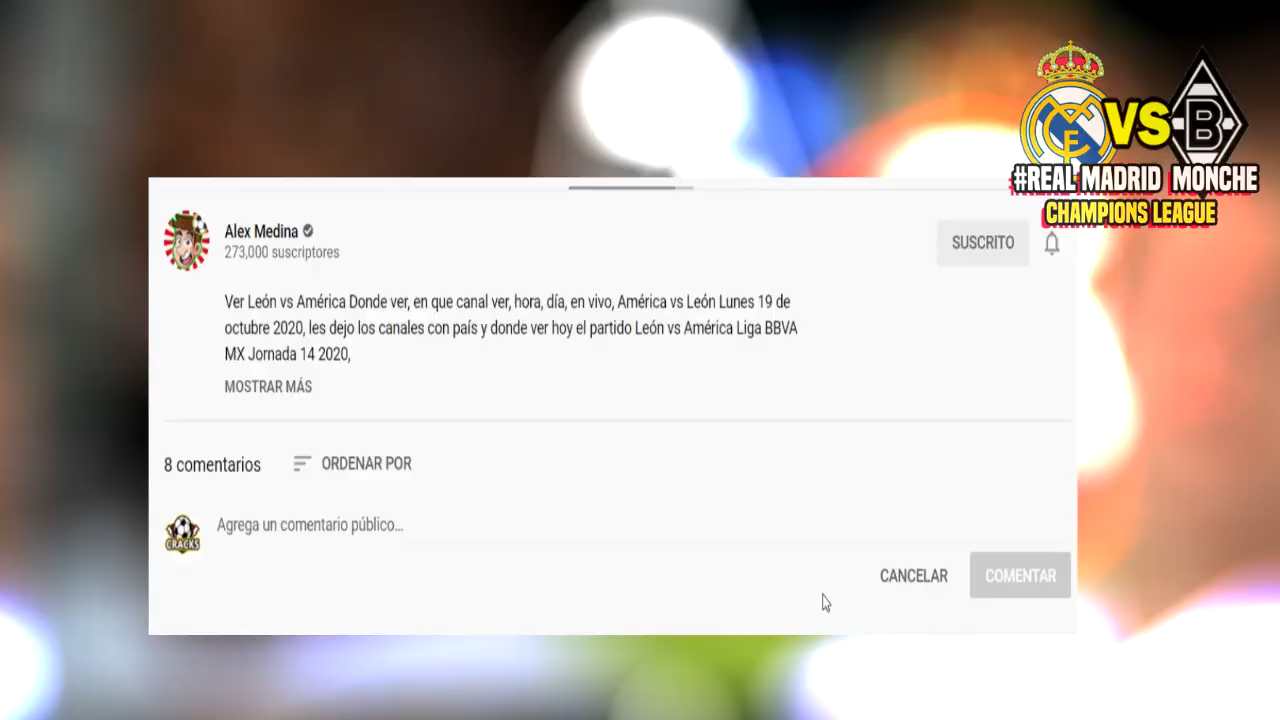 VS
B
#REAL MADRID MONCHE
CHAMPIONS LEAGUE
Alex Medina
273,000 suscriptores
SUSCRITO
Ver León vs América Donde ver, en que canal ver, hora, día, en vivo, América vs León Lunes 19 de
octubre 2020, les dejo los canales con país y donde ver hoy el partido León vs América Liga BBVA
MX Jornada 14 2020,
MOSTRAR MÁS
8 comentarios
ORDENAR POR
CRACKS
Agrega un comentario público...
CANCELAR
COMENTAR